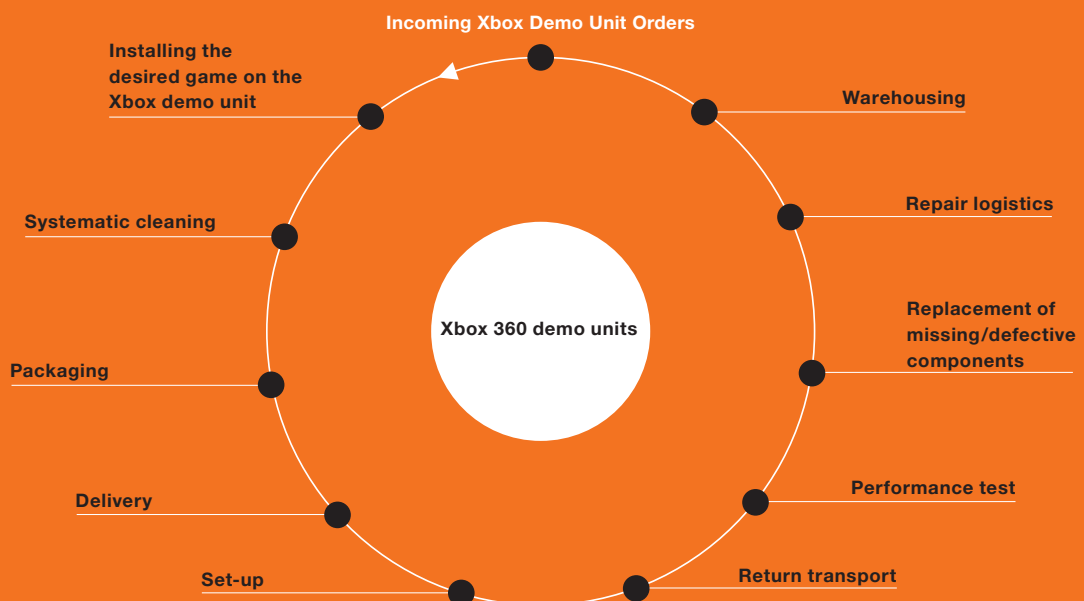 Incoming Xbox Demo Unit Orders
Installing the
desired game on the
Xbox demo unit
Systematic cleaning
Packaging
Delivery
Set-up
Return transport
Performance test
Replacement of
missing/defective
components
Repair logistics
Warehousing
Xbox 360 demo units